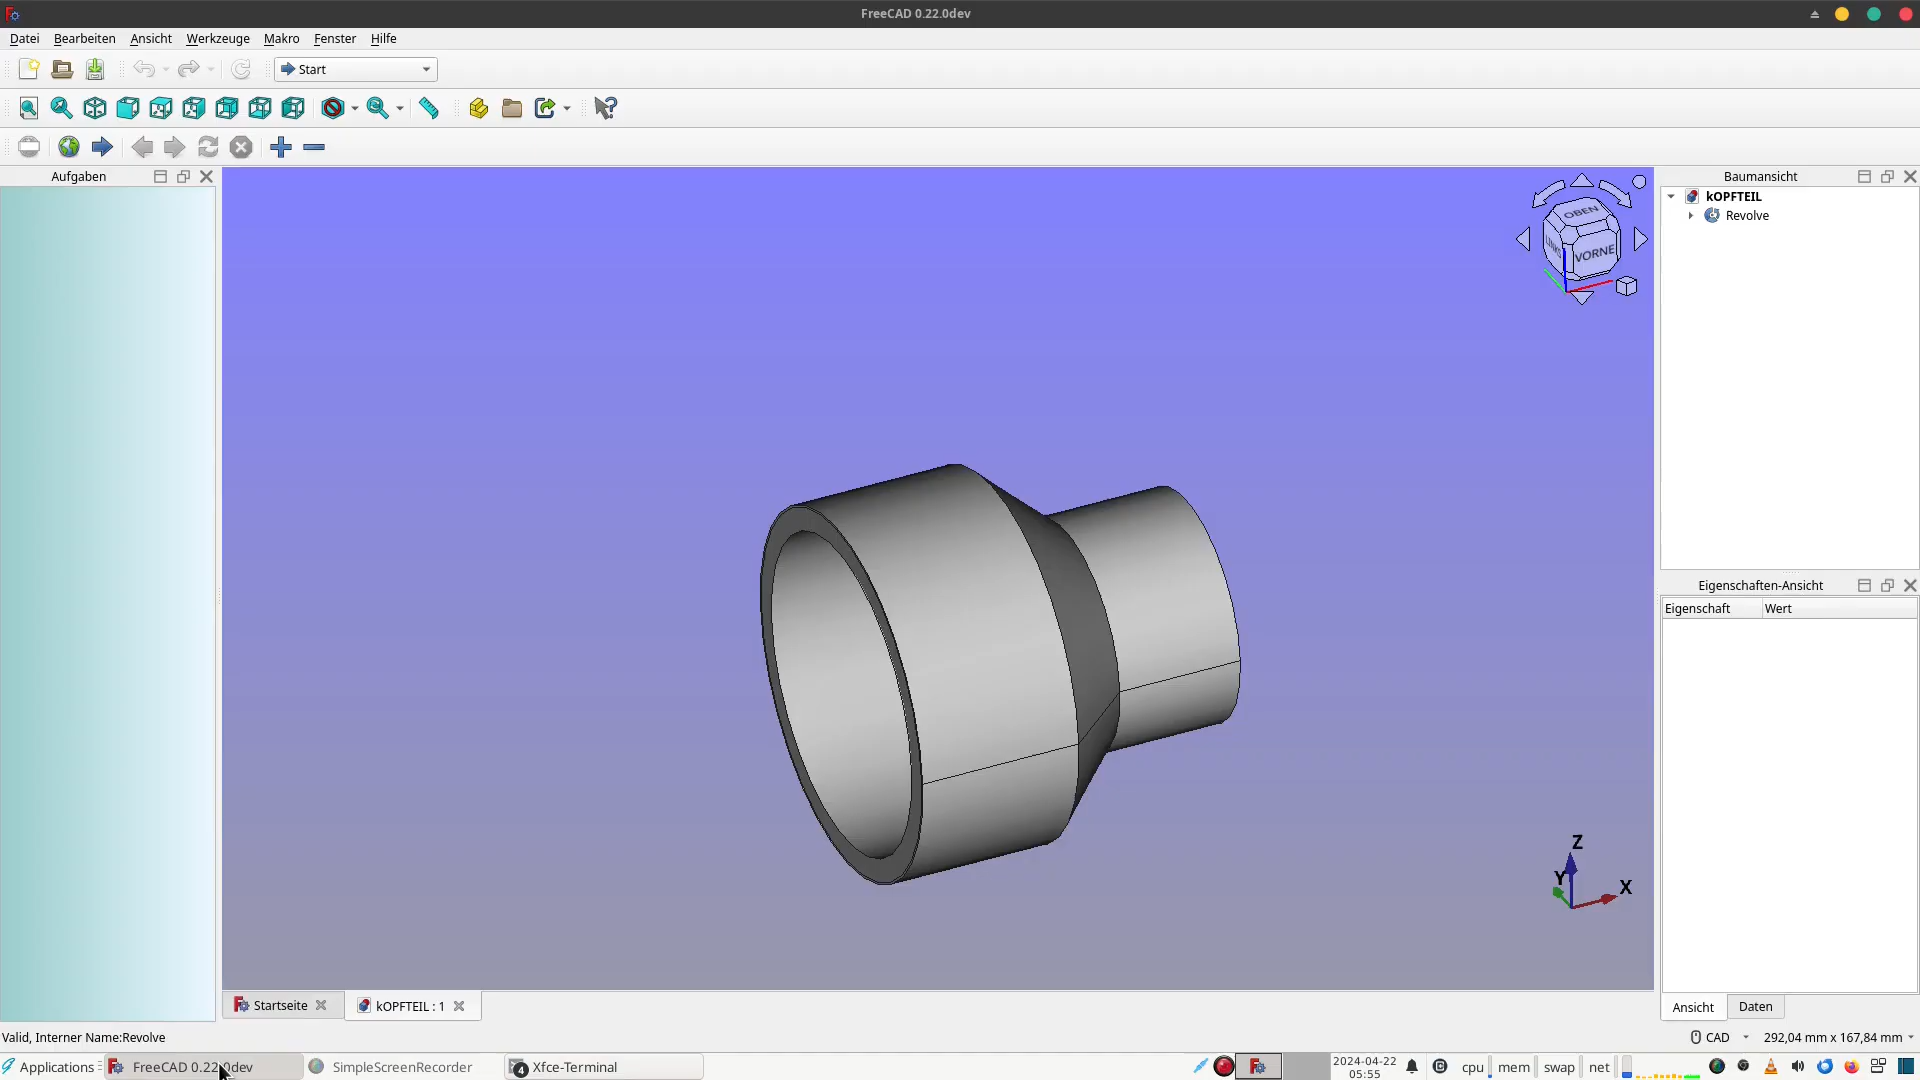 FreeCAD 0.22.0dev
Datei Bearbeiten Ansicht Werkzeuge Makro Fenster Hilfe
Start
Aufgaben
Baumansicht
kOPFTEIL
Revolve
OBEN
VORNE
Eigenschaften-Ansicht
Eigenschaft Wert
Z
Y
X
Startseite kOPFTEIL : 1
Ansicht Daten
Valid, Interner Name:Revolve
CAD 292,04 mm x 167,84 mm
Applications FreeCAD 0.22.0dev SimpleScreenRecorder 4 Xfce-Terminal
2024-04-22
05:55
cpu mem swap net